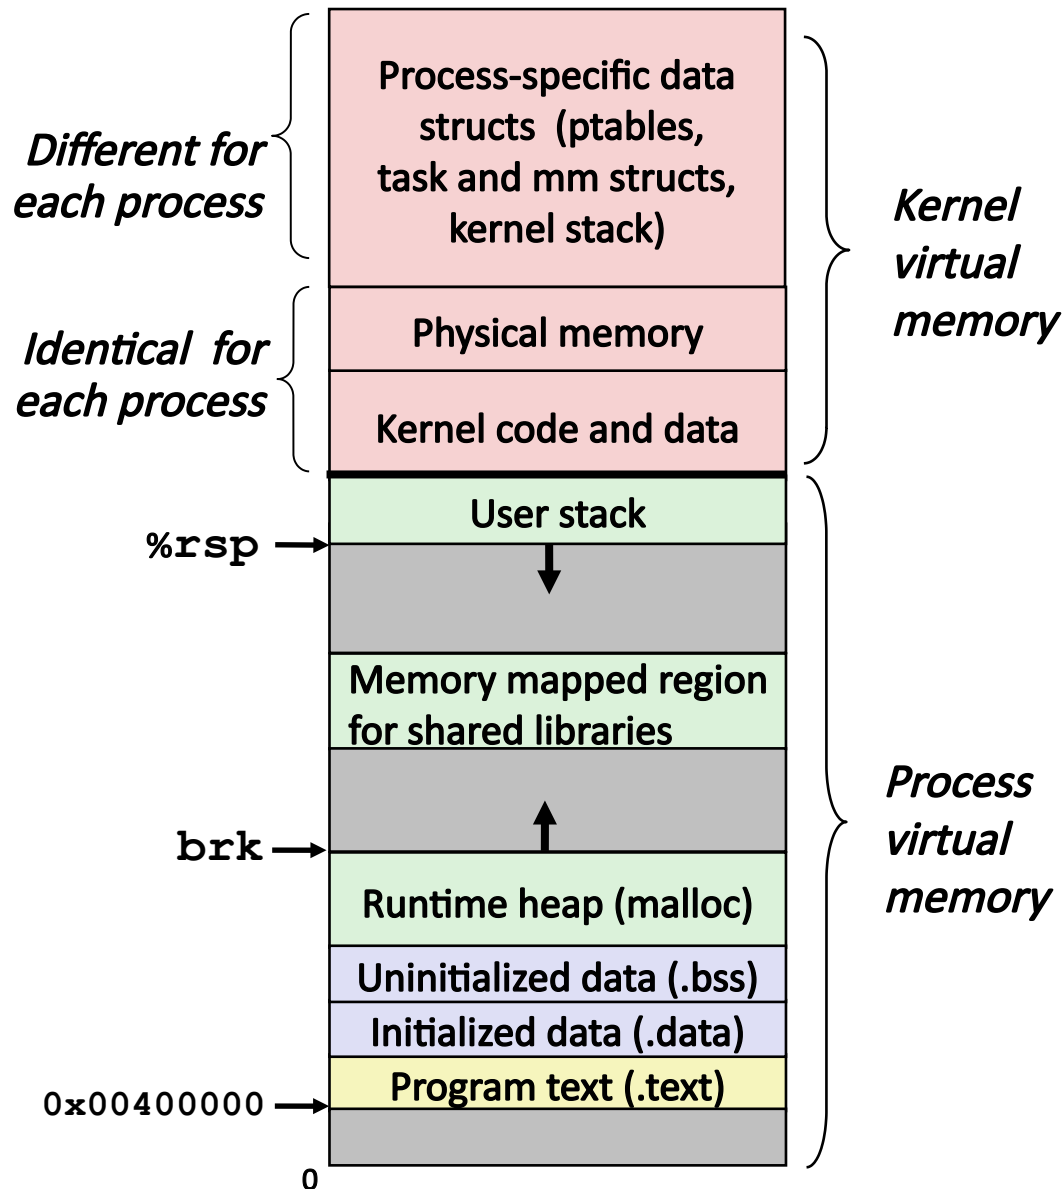 Process-specific data
structs (ptables,
task and mm structs,
kernel stack)
Different for
each process
Kernel
virtual
memory
Physical memory
Identical for
each process
Kernel code and data
User stack
%rsp
Memory mapped region
for shared libraries
Process
virtual
memory
brk
Runtime heap (malloc)
Uninitialized data (.bss)
Initialized data (.data)
Program text (.text)
0x00400000
0